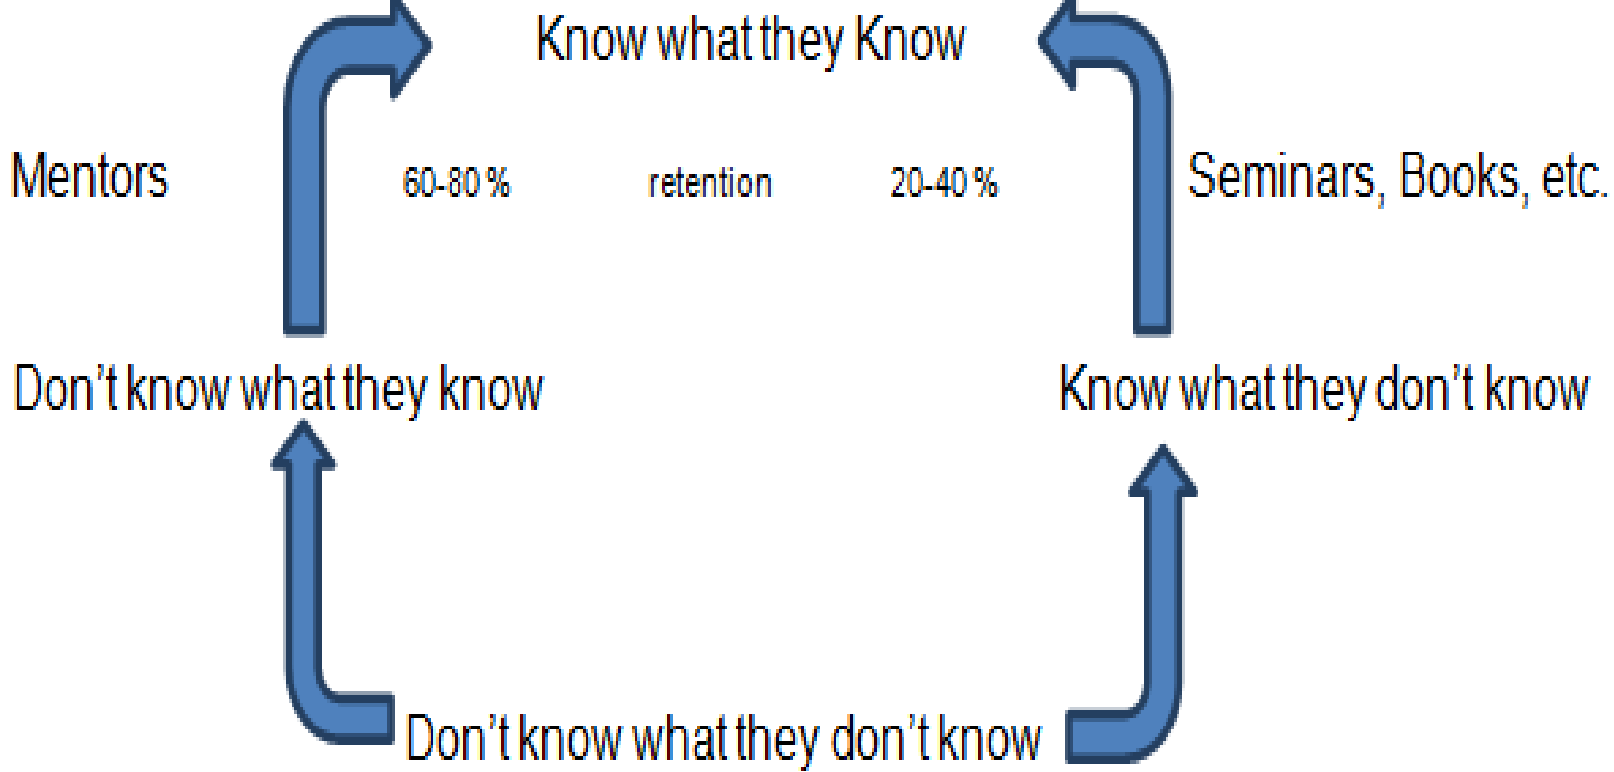 Know what they Know
Mentors
60-80 %
retention
20-40 %
Seminars, Books, etc.
Don’t know what they know
Know what they don’t know
Don’t know what they don’t know